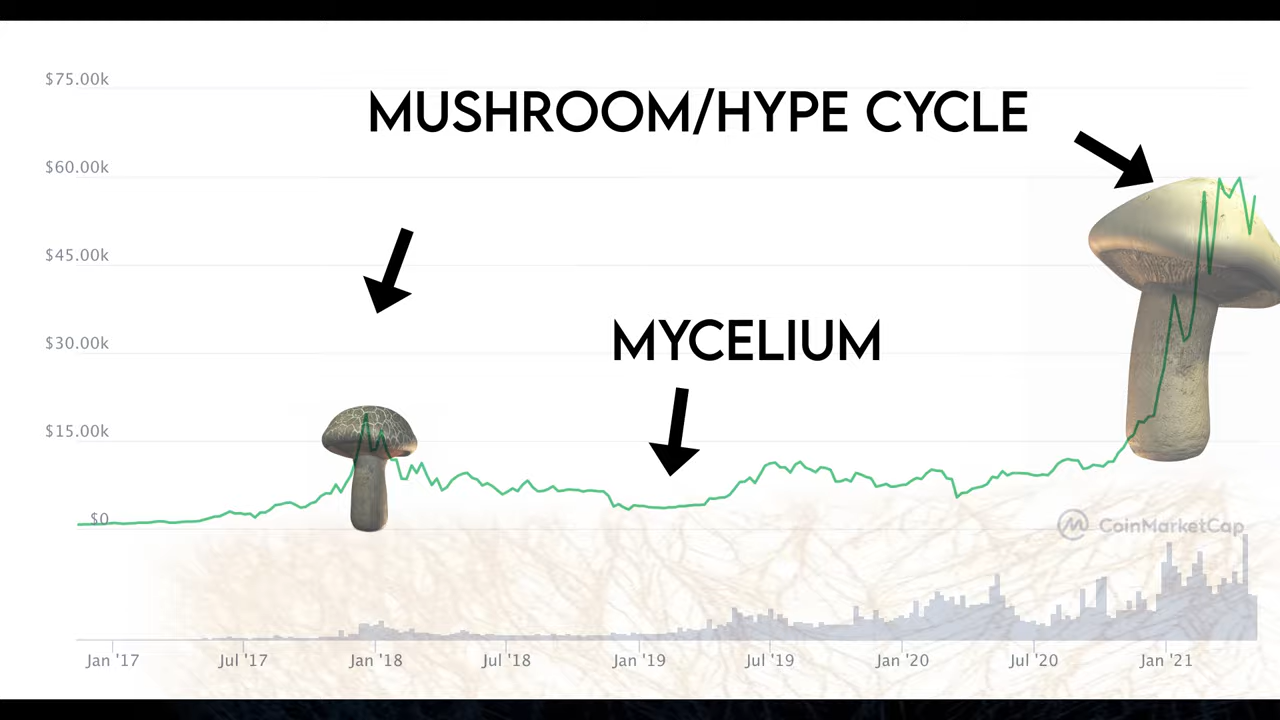 $75.00k
MUSHROOM/HYPE CYCLE
$60.00k
$45.00k
MYCELIUM
$30.00k
$15.00k
$0
CoinMarketCap
Jan '17 Jul '17 Jan '18 Jul '18 Jan '19 Jul '19 Jan '20 Jul '20 Jan '21